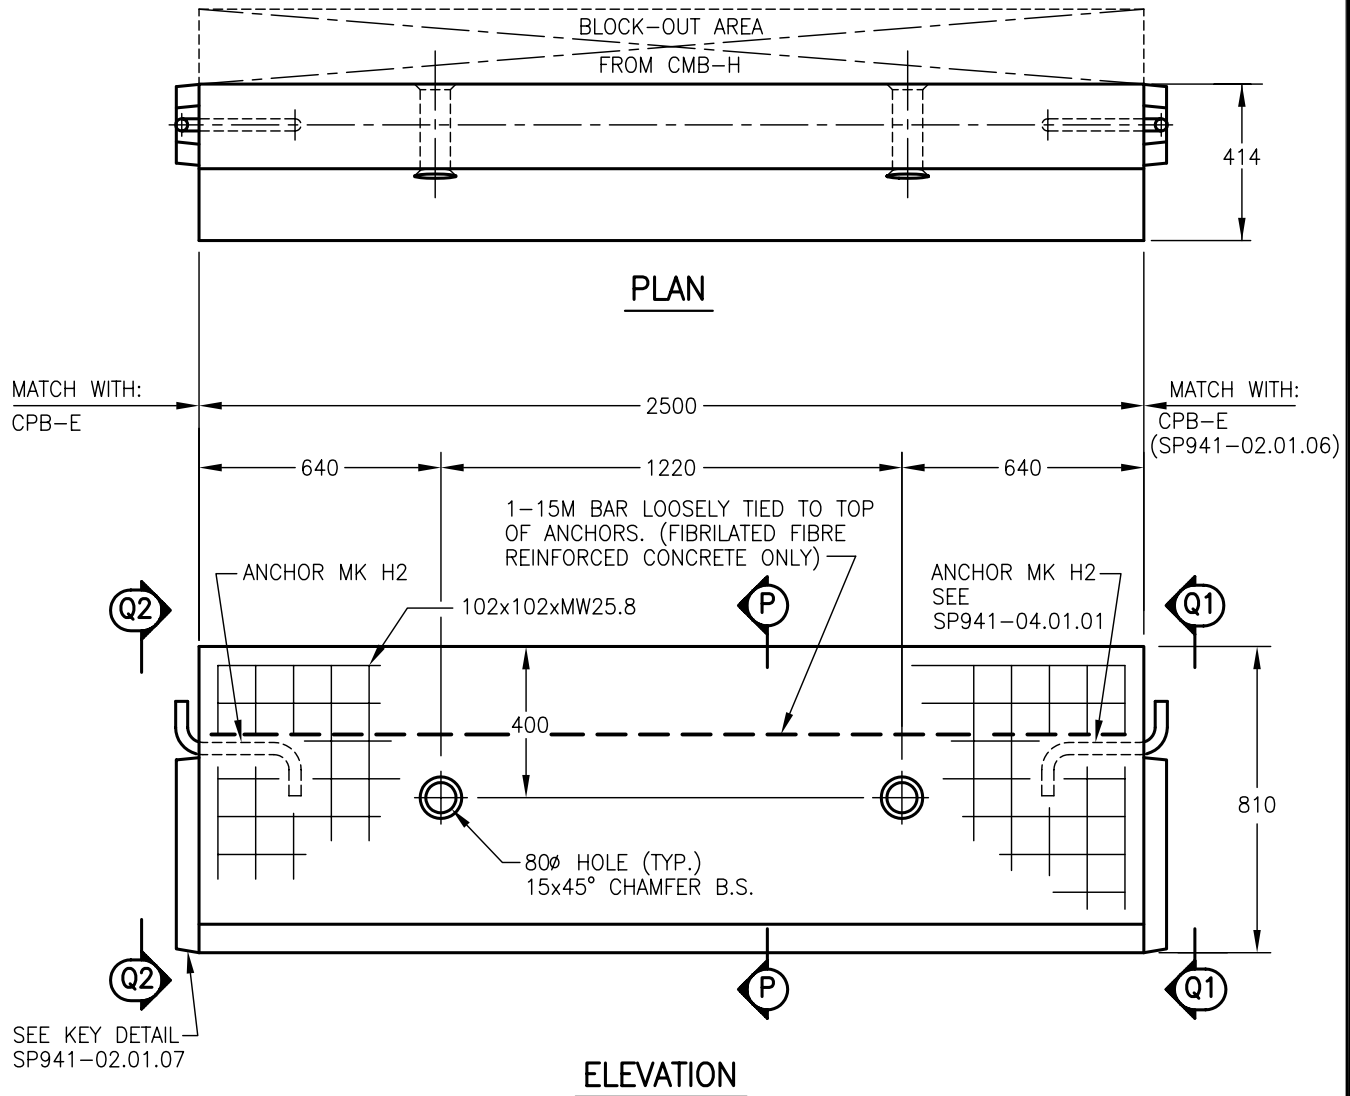 BLOCK-OUT AREA
FROM CMB-H
414
PLAN
MATCH WITH:
CPB-E
2500
MATCH WITH:
CPB-E
(SP941-02.01.06)
640
1220
640
1-15M BAR LOOSELY TIED TO TOP
OF ANCHORS. (FIBRILATED FIBRE
REINFORCED CONCRETE ONLY)
ANCHOR MK H2
102x102xMW25.8
ANCHOR MK H2
SEE
SP941-04.01.01
Q2
P
Q1
400
810
80ø HOLE (TYP.)
15x45° CHAMFER B.S.
Q2
P
Q1
SEE KEY DETAIL
SP941-02.01.07
ELEVATION